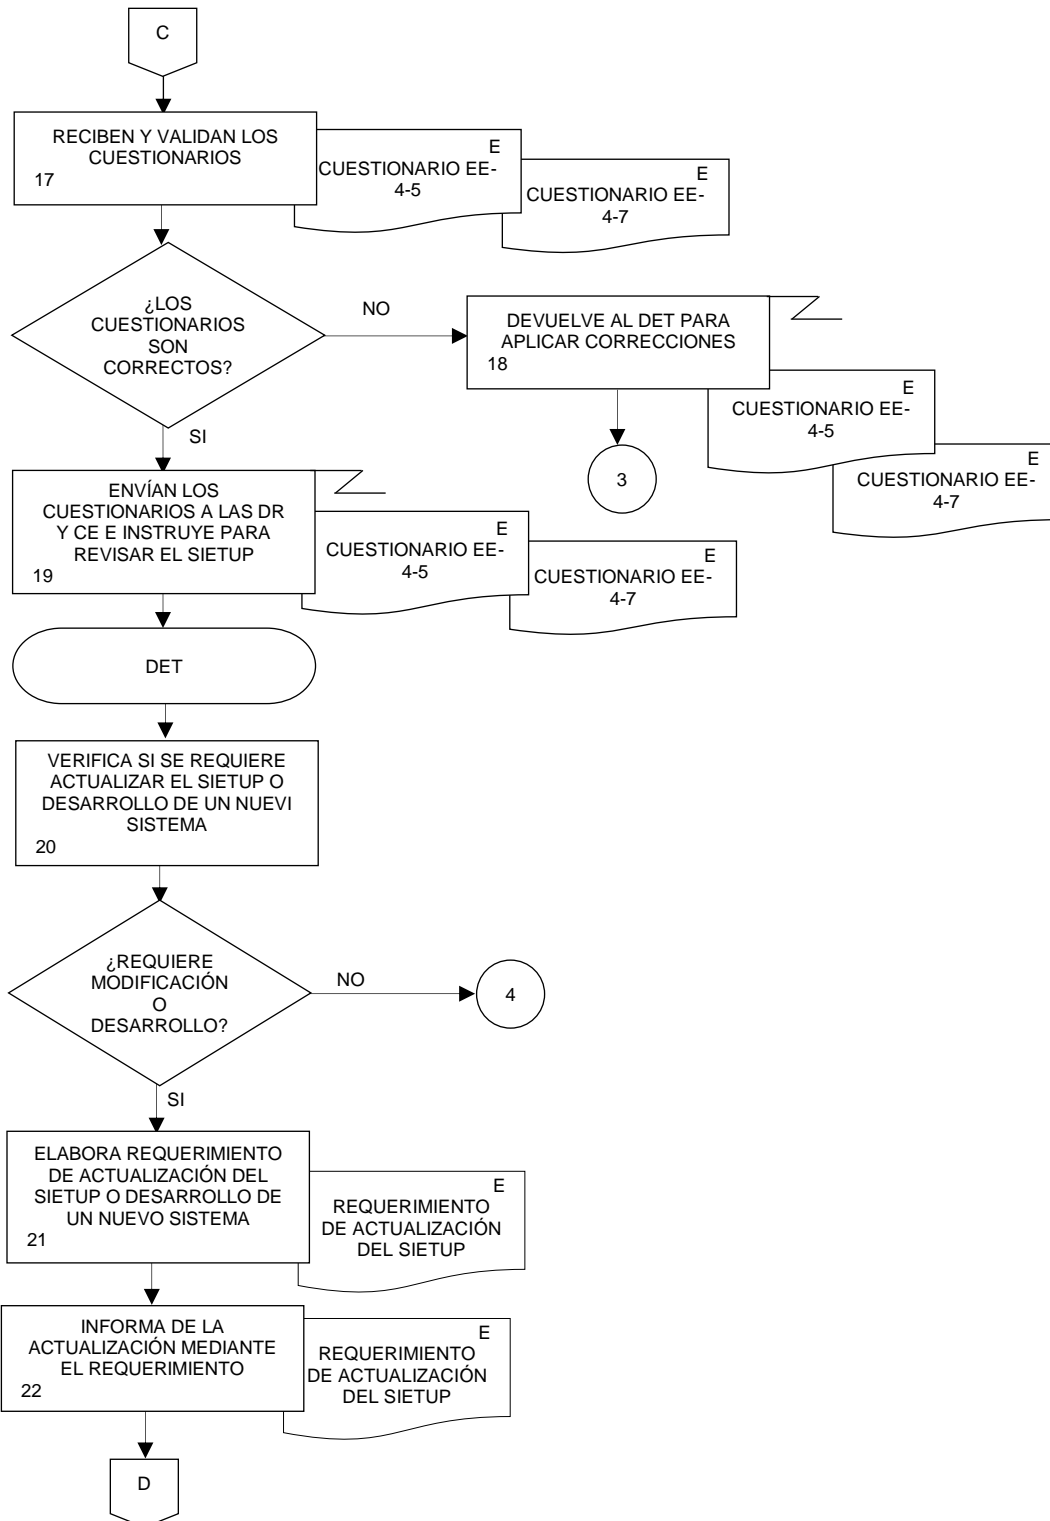 C
RECIBEN Y VALIDAN LOS
CUESTIONARIOS
17
E
CUESTIONARIO EE-
4-5
E
CUESTIONARIO EE-
4-7
¿LOS
CUESTIONARIOS
SON
CORRECTOS?
NO
DEVUELVE AL DET PARA
APLICAR CORRECCIONES
18
E
CUESTIONARIO EE-
4-5
E
CUESTIONARIO EE-
4-7
3
SI
ENVÍAN LOS
CUESTIONARIOS A LAS DR
Y CE E INSTRUYE PARA
REVISAR EL SIETUP
19
E
CUESTIONARIO EE-
4-5
E
CUESTIONARIO EE-
4-7
DET
VERIFICA SI SE REQUIERE
ACTUALIZAR EL SIETUP O
DESARROLLO DE UN NUEVI
SISTEMA
20
¿REQUIERE
MODIFICACIÓN
O
DESARROLLO?
NO
4
SI
ELABORA REQUERIMIENTO
DE ACTUALIZACIÓN DEL
SIETUP O DESARROLLO DE
UN NUEVO SISTEMA
21
E
REQUERIMIENTO
DE ACTUALIZACIÓN
DEL SIETUP
INFORMA DE LA
ACTUALIZACIÓN MEDIANTE
EL REQUERIMIENTO
22
E
REQUERIMIENTO
DE ACTUALIZACIÓN
DEL SIETUP
D